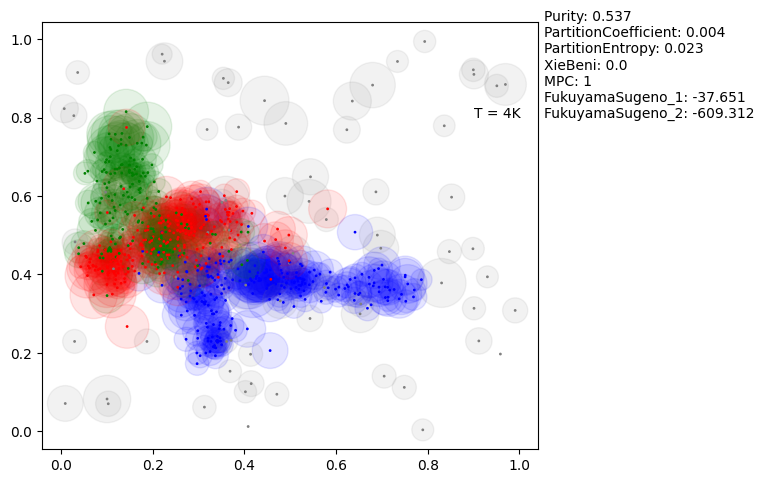 Purity: 0.537
PartitionCoefficient: 0.004
PartitionEntropy: 0.023
XieBeni: 0.0
MPC: 1
FukuyamaSugeno_1: -37.651
FukuyamaSugeno_2: -609.312
T = 4K
1.0
0.8
0.6
0.4
0.2
0.0
0.0 0.2 0.4 0.6 0.8 1.0